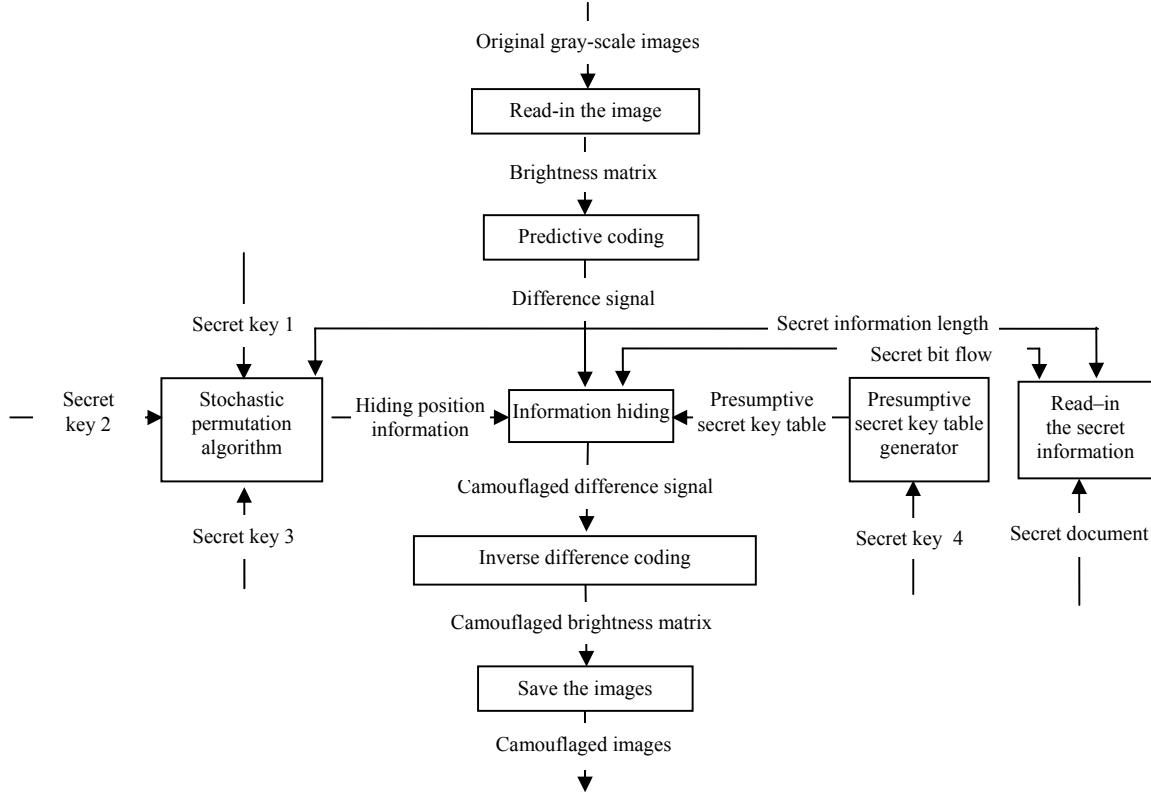 Original gray-scale images
Read-in the image
Brightness matrix
Predictive coding
Difference signal
Secret key 1
Secret information length
Secret bit flow
Secret
key 2
Stochastic
permutation
algorithm
Hiding position
information
Information hiding
Presumptive
secret key table
Presumptive
secret key table
generator
Read–in
the secret
information
Camouflaged difference signal
Secret key 3
Secret key 4
Secret document
Inverse difference coding
Camouflaged brightness matrix
Save the images
Camouflaged images